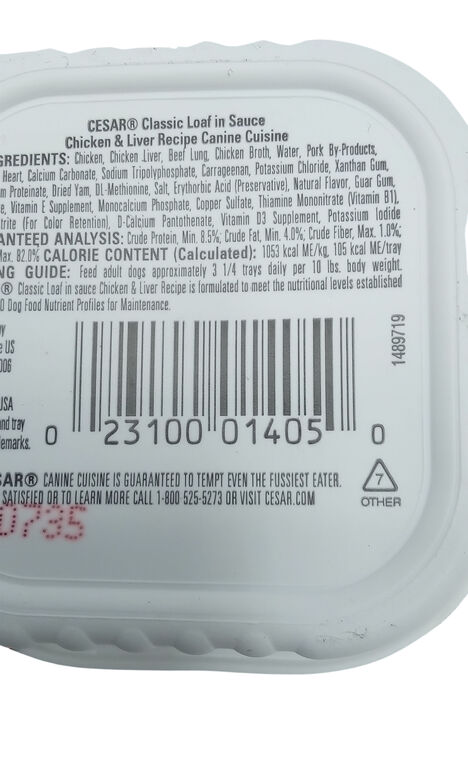 CESAR® Classic Loaf in Sauce
Chicken & Liver Recipe Canine Cuisine
GREDIENTS: Chicken, Chicken Liver, Beef Lung, Chicken Broth, Water, Pork By-Products,
Heart, Calcium Carbonate, Sodium Tripolyphosphate, Carrageenan, Potassium Chloride, Xanthan Gum,
m Proteinate, Dried Yam, DL-Methionine, Salt, Erythorbic Acid (Preservative), Natural Flavor, Guar Gum,
e, Vitamin E Supplement, Monocalcium Phosphate, Copper Sulfate, Thiamine Mononitrate (Vitamin B1),
trite (For Color Retention), D-Calcium Pantothenate, Vitamin D3 Supplement, Potassium Iodide
ANTEED ANALYSIS: Crude Protein, Min. 8.5%; Crude Fat, Min. 4.0%; Crude Fiber, Max. 1.0%;
Max. 82.0% CALORIE CONTENT (Calculated): 1053 kcal ME/kg, 105 kcal ME/tray
NG GUIDE: Feed adult dogs approximately 3 1/4 trays daily per 10 lbs. body weight.
® Classic Loaf in sauce Chicken & Liver Recipe is formulated to meet the nutritional levels established
O Dog Food Nutrient Profiles for Maintenance.
by
e US
006
USA
and tray
demarks.
0 23100 01405 0
1489719
SAR® CANINE CUISINE IS GUARANTEED TO TEMPT EVEN THE FUSSIEST EATER.
SATISFIED OR TO LEARN MORE CALL 1-800 525-5273 OR VISIT CESAR.COM
7
OTHER
0735